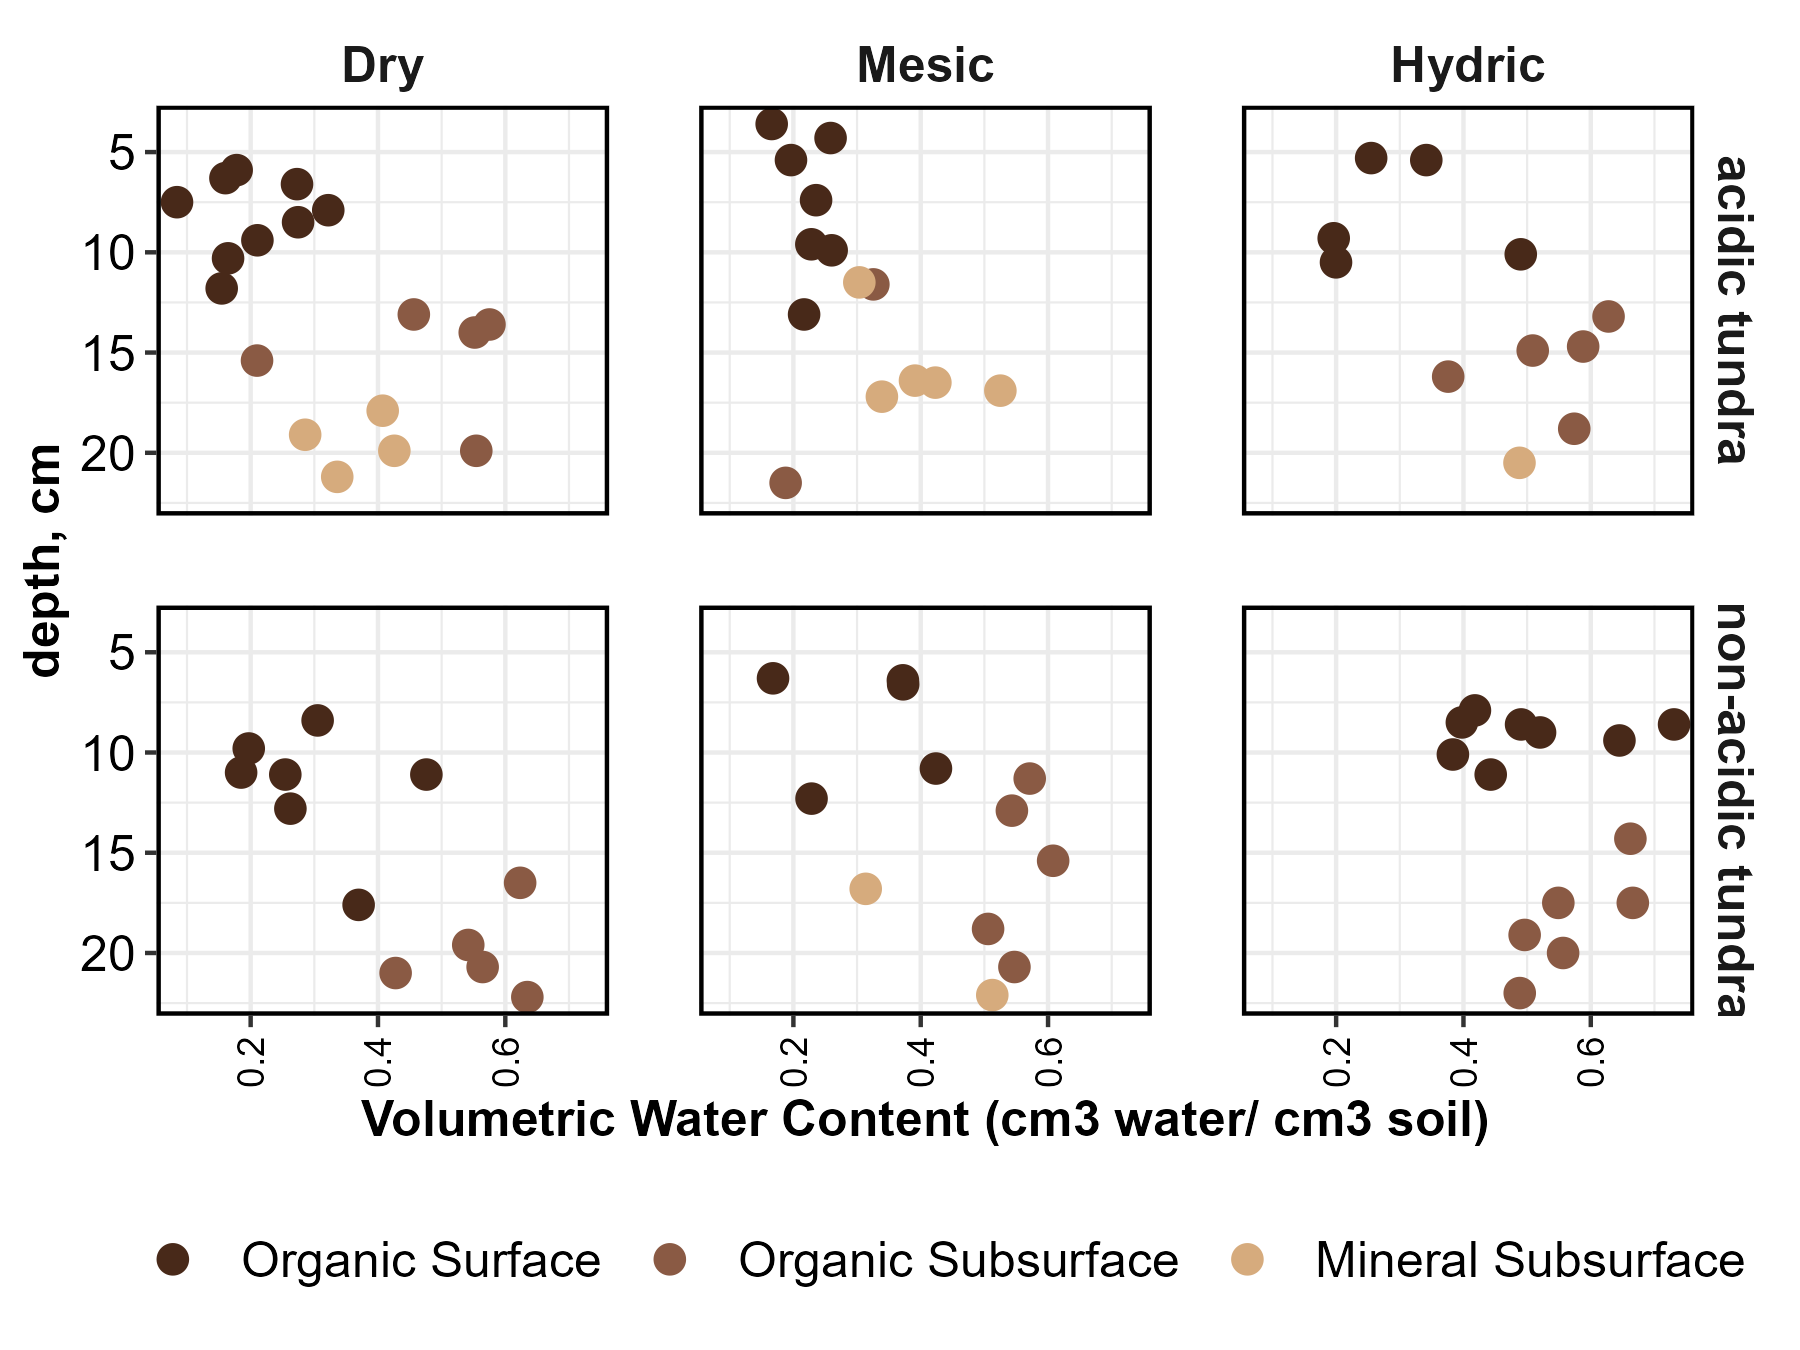 Dry
Mesic
Hydric
5
10
15
20
acidic tundra
depth, cm
5
10
15
20
non-acidic tundra
0.2
0.4
0.6
0.2
0.4
0.6
0.2
0.4
0.6
Volumetric Water Content (cm3 water/ cm3 soil)
Organic Surface
Organic Subsurface
Mineral Subsurface